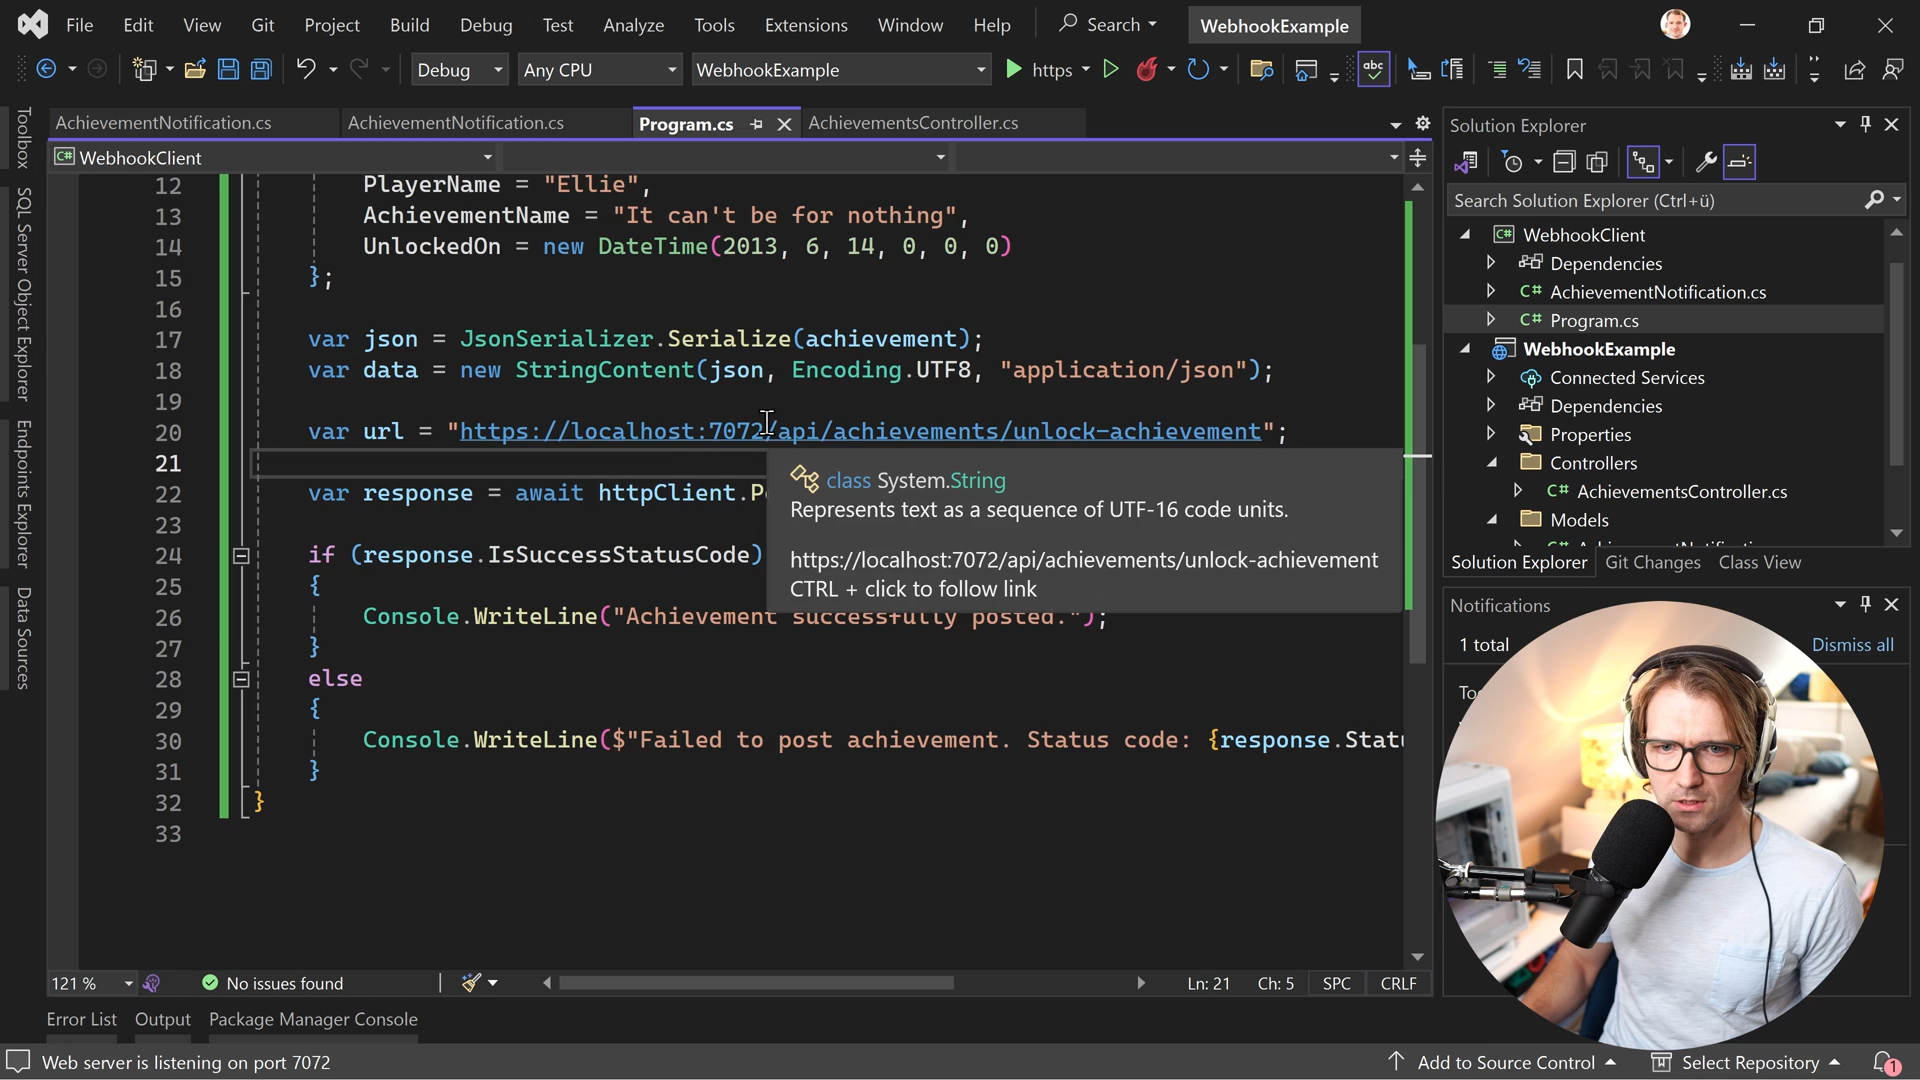 File Edit View Git Project Build Debug Test Analyze Tools Extensions Window Help Search WebhookExample
Debug Any CPU WebhookExample https
abc
Toolbox
SQL Server Object Explorer
Endpoints Explorer
Data Sources
AchievementNotification.cs AchievementNotification.cs Program.cs AchievementsController.cs
C# WebhookClient
12 PlayerName = "Ellie",
13 AchievementName = "It can't be for nothing",
14 UnlockedOn = new DateTime(2013, 6, 14, 0, 0, 0)
15 };
16
17 var json = JsonSerializer.Serialize(achievement);
18 var data = new StringContent(json, Encoding.UTF8, "application/json");
19
20 var url = "https://localhost:7072/api/achievements/unlock-achievement";
21
22 var response = await httpClient.P
23
24 if (response.IsSuccessStatusCode)
25 {
26 Console.WriteLine("Achievement successfully posted.");
27 }
28 else
29 {
30 Console.WriteLine($"Failed to post achievement. Status code: {response.Statu
31 }
32 }
33
class System.String
Represents text as a sequence of UTF-16 code units.
https://localhost:7072/api/achievements/unlock-achievement
CTRL + click to follow link
121 % No issues found Ln: 21 Ch: 5 SPC CRLF
Error List Output Package Manager Console
Solution Explorer
Search Solution Explorer (Ctrl+ü)
C# WebhookClient
Dependencies
C# AchievementNotification.cs
C# Program.cs
WebhookExample
Connected Services
Dependencies
Properties
Controllers
C# AchievementsController.cs
Models
Solution Explorer Git Changes Class View
Notifications
1 total Dismiss all
Web server is listening on port 7072 Add to Source Control Select Repository 1